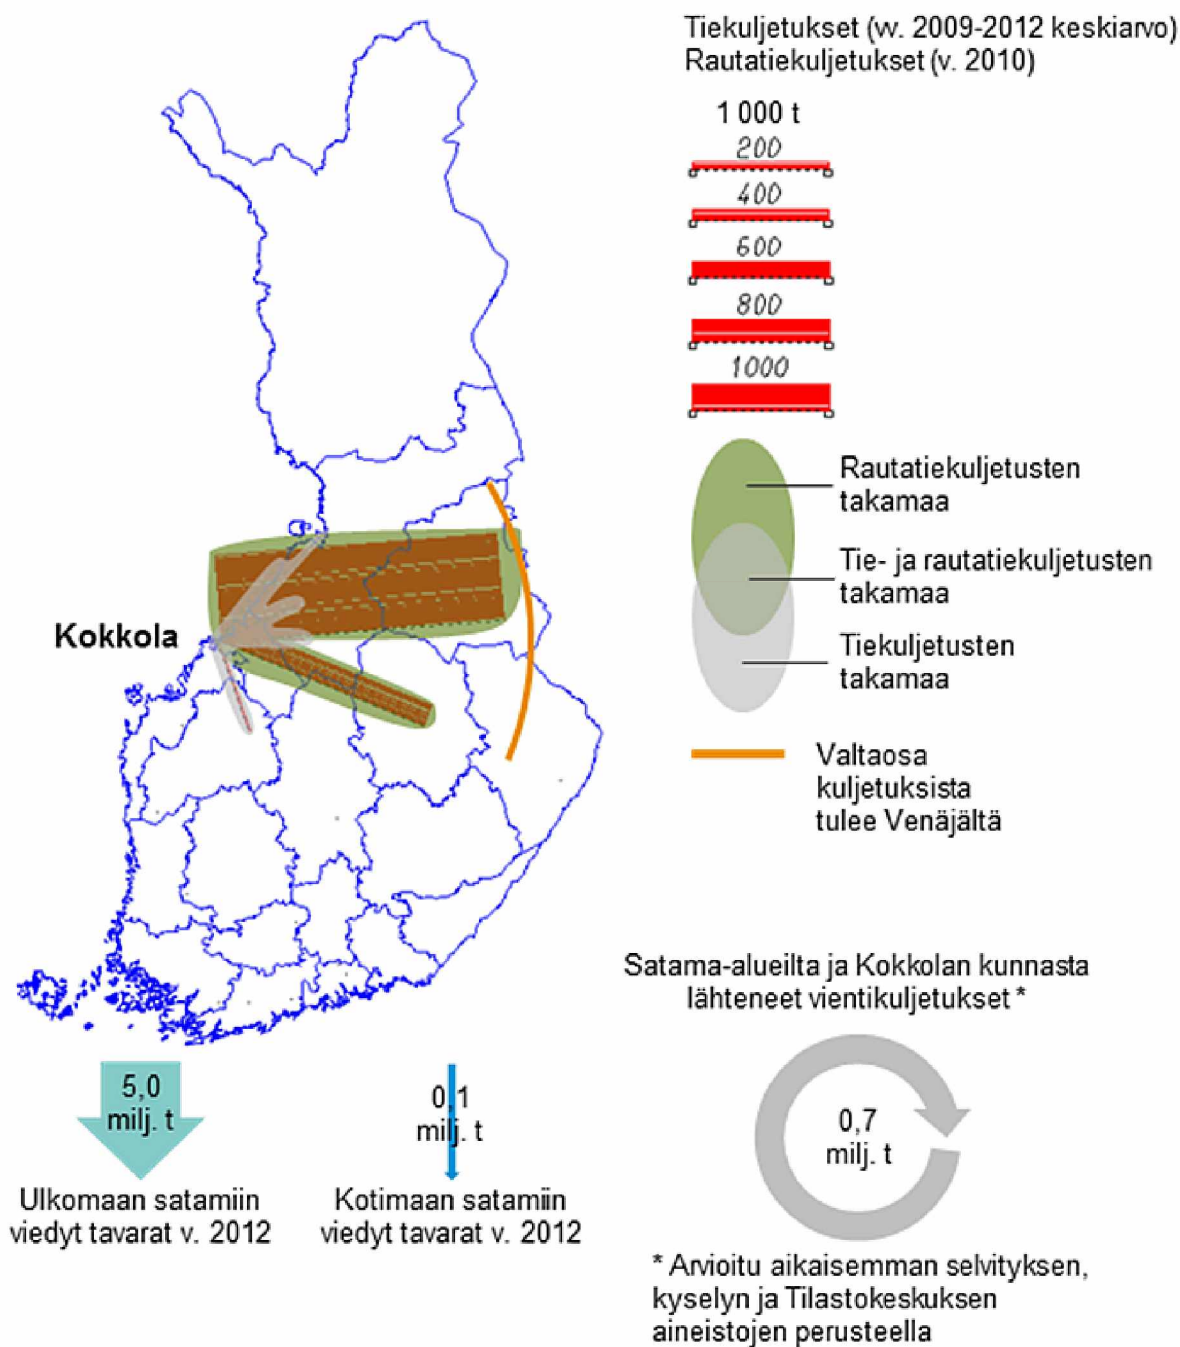 Tiekuljetukset (vv. 2009-2012 keskiarvo)
Rautatiekuljetukset (v. 2010)
1 000 t
200
400
600
800
1000
Rautatiekuljetusten
takamaa
Tie- ja rautatiekuljetusten
takamaa
Tiekuljetusten
takamaa
Valtaosa
kuljetuksista
tulee Venäjältä
Kokkola
Satama-alueilta ja Kokkolan kunnasta
lähteneet vientikuljetukset *
0,7
milj. t
5,0
milj. t
Ulkomaan satamiin
viedyt tavarat v. 2012
0,1
milj. t
Kotimaan satamiin
viedyt tavarat v. 2012
* Arvioitu aikaisemman selvityksen,
kyselyn ja Tilastokeskuksen
aineistojen perusteella